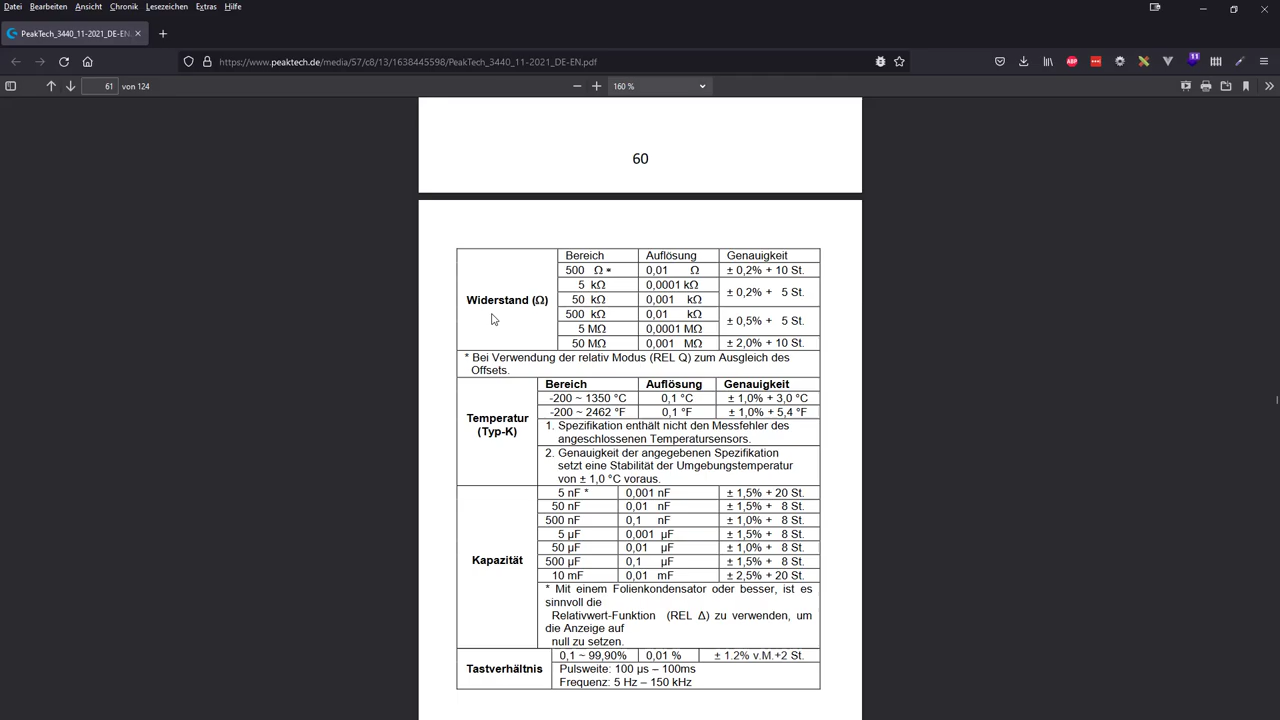 Datei Bearbeiten Ansicht Chronik Lesezeichen Extras Hilfe
PeakTech_3440_11-2021_DE-EN
https://www.peaktech.de/media/57/c8/13/1638445598/PeakTech_3440_11-2021_DE-EN.pdf
ABP
11
61 von 124
160 %
60
Bereich Auflösung Genauigkeit
500 Ω * 0,01 Ω ± 0,2% + 10 St.
5 kΩ 0,0001 kΩ
± 0,2% + 5 St.
Widerstand (Ω)
50 kΩ 0,001 kΩ
500 kΩ 0,01 kΩ
± 0,5% + 5 St.
5 MΩ 0,0001 MΩ
50 MΩ 0,001 MΩ ± 2,0% + 10 St.
* Bei Verwendung der relativ Modus (REL Q) zum Ausgleich des
Offsets.
Bereich Auflösung Genauigkeit
-200 ~ 1350 °C 0,1 °C ± 1,0% + 3,0 °C
-200 ~ 2462 °F 0,1 °F ± 1,0% + 5,4 °F
Temperatur
(Typ-K)
1. Spezifikation enthält nicht den Messfehler des
angeschlossenen Temperatursensors.
2. Genauigkeit der angegebenen Spezifikation
setzt eine Stabilität der Umgebungstemperatur
von ± 1,0 °C voraus.
5 nF * 0,001 nF ± 1,5% + 20 St.
50 nF 0,01 nF ± 1,5% + 8 St.
500 nF 0,1 nF ± 1,0% + 8 St.
5 µF 0,001 µF ± 1,5% + 8 St.
50 µF 0,01 µF ± 1,0% + 8 St.
Kapazität
500 µF 0,1 µF ± 1,5% + 8 St.
10 mF 0,01 mF ± 2,5% + 20 St.
* Mit einem Folienkondensator oder besser, ist es
sinnvoll die
Relativwert-Funktion (REL Δ) zu verwenden, um
die Anzeige auf
null zu setzen.
0,1 ~ 99,90% 0,01 % ± 1.2% v.M.+2 St.
Tastverhältnis
Pulsweite: 100 µs – 100ms
Frequenz: 5 Hz – 150 kHz